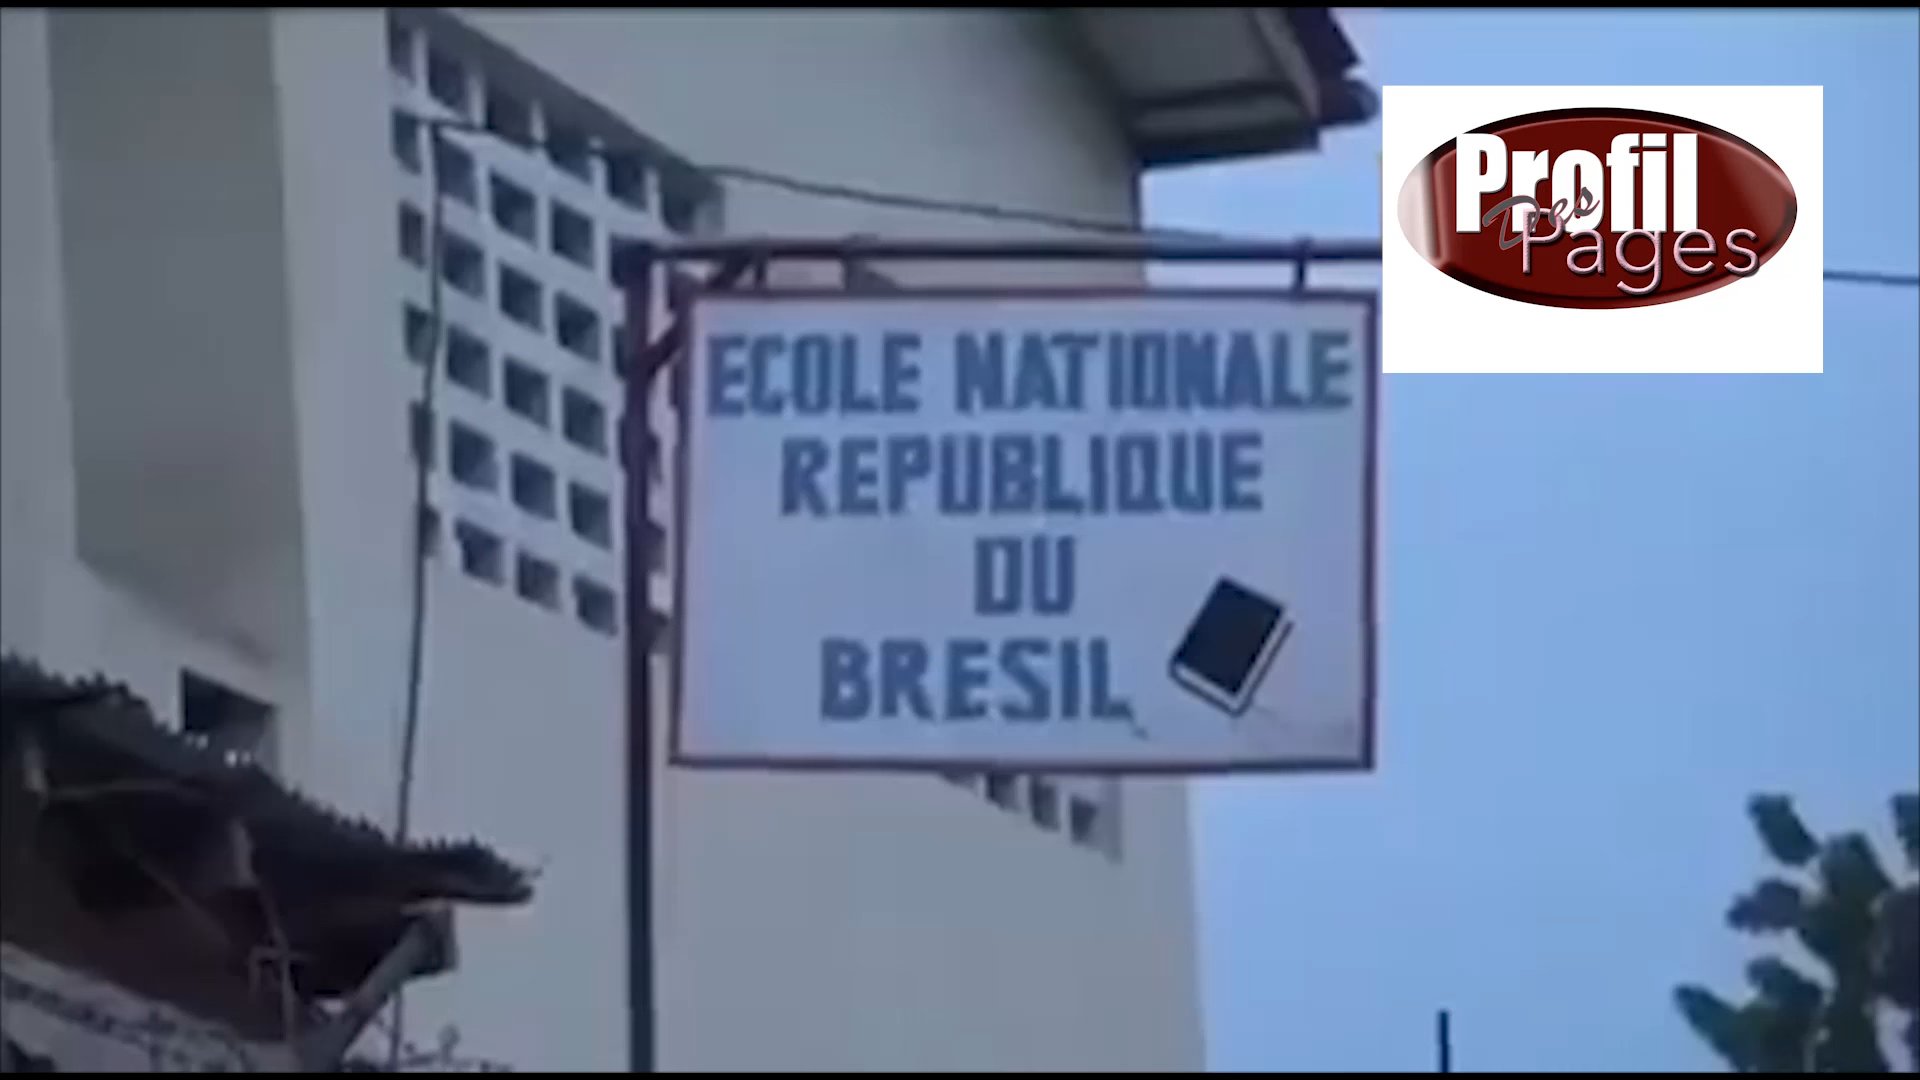 ECOLE NATIONALE
REPUBLIQUE
DU
BRESIL
Profil
Des
Pages